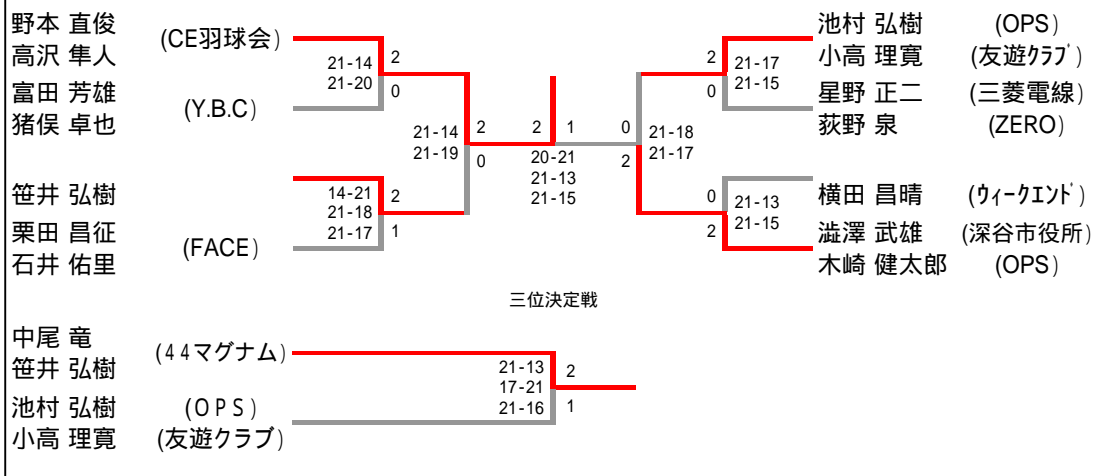 野本 直俊
高沢 隼人
(CE羽球会)
富田 芳雄
猪俣 卓也
(Y.B.C)
21-14
21-20
2
0
笹井 弘樹
栗田 昌征
石井 佑里
(FACE)
14-21
21-18
21-17
2
1
21-14
21-19
2
0
2
1
20-21
21-13
21-15
0
2
21-18
21-17
2
0
21-17
21-15
池村 弘樹 (OPS)
小高 理寛 (友遊ｸﾗﾌﾞ)
星野 正二 (三菱電線)
荻野 泉 (ZERO)
0
2
21-13
21-15
横田 昌晴 (ｳｨｰｸｴﾝﾄﾞ)
澁澤 武雄 (深谷市役所)
木崎 健太郎 (OPS)
三位決定戦
中尾 竜
笹井 弘樹
(44マグナム)
池村 弘樹 (OPS)
小高 理寛 (友遊クラブ)
21-13
17-21
21-16
2
1